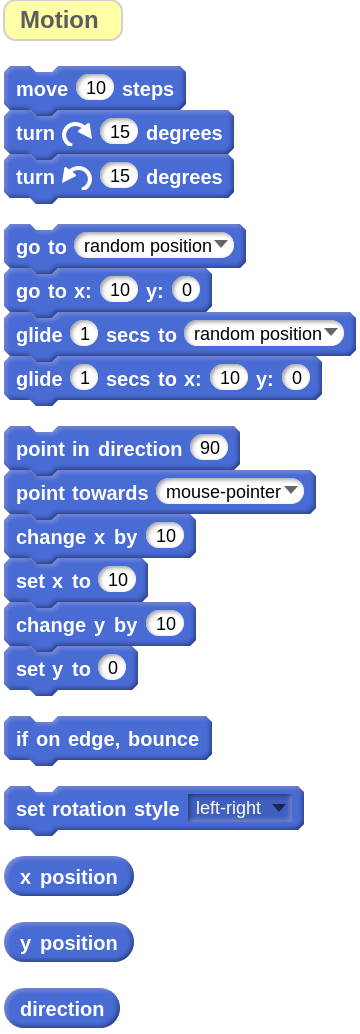 Motion
move 10 steps
turn 15 degrees
turn 15 degrees
go to random position
go to x: 10 y: 0
glide 1 secs to random position
glide 1 secs to x: 10 y: 0
point in direction 90
point towards mouse-pointer
change x by 10
set x to 10
change y by 10
set y to 0
if on edge, bounce
set rotation style left-right
x position
y position
direction